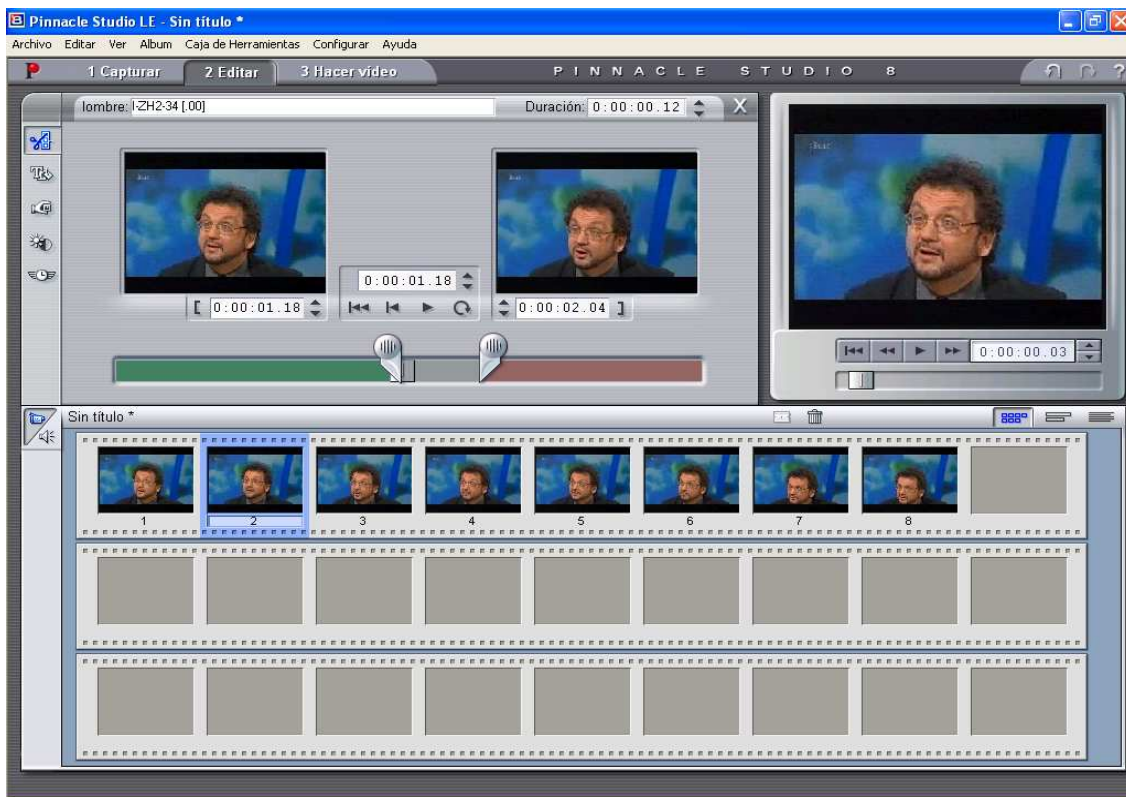 Pinnacle Studio LE - Sin título *
Archivo Editar Ver Album Caja de Herramientas Configurar Ayuda
1 Capturar 2 Editar 3 Hacer vídeo PINNACLE STUDIO 8
lombre: I-ZH2-34 [.00] Duración: 0:00:00.12 X
0:00:01.18
[ 0:00:01.18 0:00:02.04 ]
0:00:00.03
Sin título *
1 2 3 4 5 6 7 8